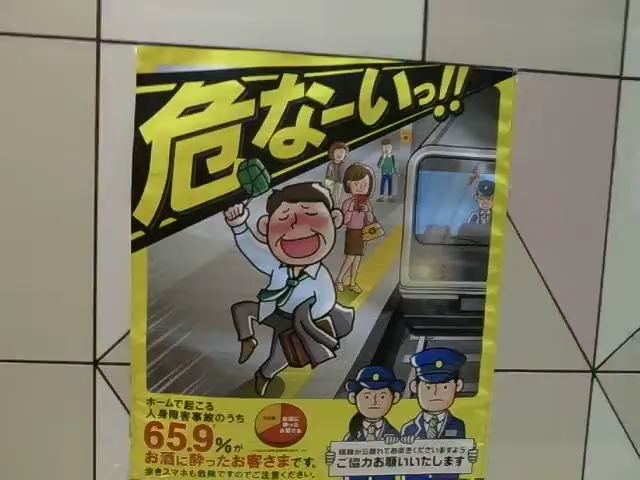 危なーいっ!!
ホームで起こる
人身障害事故のうち
65.9%が
お酒に酔ったお客さまです。
歩きスマホも危険ですのでご注意ください。
お酒に
酔った
お客さま
ご協力お願いいたします